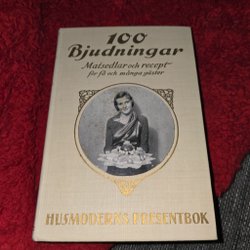 100
Bjudningar
Matsedlar och recept
för få och många gäster
HUSMODERNS PRESENTBOK